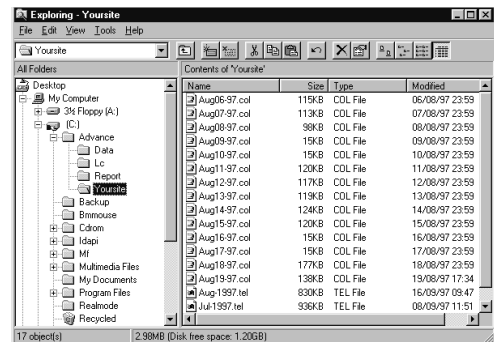 Exploring - Yoursite
File Edit View Tools Help
Yoursite
All Folders
Contents of 'Yoursite'
Desktop
My Computer
3½ Floppy (A:)
(C:)
Advance
Data
Lc
Report
Yoursite
Backup
Bmmouse
Cdrom
Idapi
Mf
Multimedia Files
My Documents
Program Files
Realmode
Recycled
Name Size Type Modified
Aug06-97.col 115KB COL File 06/08/97 23:59
Aug07-97.col 113KB COL File 07/08/97 23:59
Aug08-97.col 98KB COL File 08/08/97 23:59
Aug09-97.col 15KB COL File 09/08/97 23:59
Aug10-97.col 15KB COL File 10/08/97 23:59
Aug11-97.col 120KB COL File 11/08/97 23:59
Aug12-97.col 117KB COL File 12/08/97 23:59
Aug13-97.col 119KB COL File 13/08/97 23:59
Aug14-97.col 124KB COL File 14/08/97 23:59
Aug15-97.col 120KB COL File 15/08/97 23:59
Aug16-97.col 15KB COL File 16/08/97 23:59
Aug17-97.col 15KB COL File 17/08/97 23:59
Aug18-97.col 177KB COL File 18/08/97 23:59
Aug19-97.col 138KB COL File 19/08/97 17:34
Aug-1997.tel 830KB TEL File 16/09/97 09:47
Jul-1997.tel 936KB TEL File 08/09/97 11:51
17 object(s) 2.98MB (Disk free space: 1.20GB)